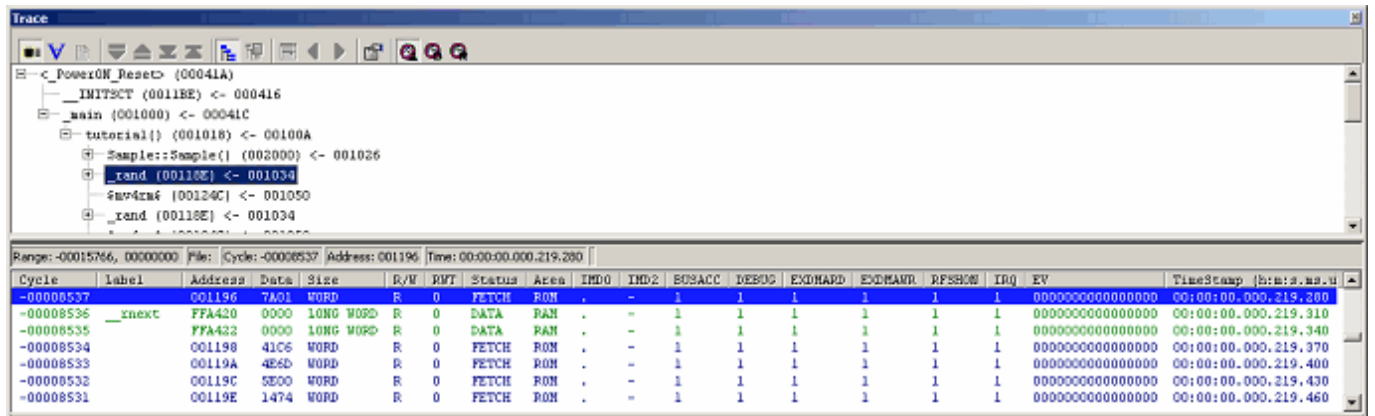 Trace
<_PowerON_Reset> (00041A)
__INITSCT (0011BE) <- 000416
_main (001000) <- 00041C
tutorial() (001018) <- 00100A
Sample::Sample() (002000) <- 001026
_rand (00118E) <- 001034
$mv4rm$ (00124C) <- 001050
_rand (00118E) <- 001034
Range: -00015766, 00000000 File: Cycle: -00008537 Address: 001196 Time: 00:00:00.000.219.280
Cycle Label Address Data Size R/W RWT Status Area IMD0 IMD2 BUSACC DEBUG EXDMARD EXDMAWR RFSHON IRQ EV TimeStamp (h:m:s.ms.u
-00008537 001196 7A01 WORD R 0 FETCH ROM . - 1 1 1 1 1 1 0000000000000000 00:00:00.000.219.280
-00008536 __rnext FFA420 0000 LONG WORD R 0 DATA RAM . - 1 1 1 1 1 1 0000000000000000 00:00:00.000.219.310
-00008535 FFA422 0000 LONG WORD R 0 DATA RAM . - 1 1 1 1 1 1 0000000000000000 00:00:00.000.219.340
-00008534 001198 41C6 WORD R 0 FETCH ROM . - 1 1 1 1 1 1 0000000000000000 00:00:00.000.219.370
-00008533 00119A 4E6D WORD R 0 FETCH ROM . - 1 1 1 1 1 1 0000000000000000 00:00:00.000.219.400
-00008532 00119C 5E00 WORD R 0 FETCH ROM . - 1 1 1 1 1 1 0000000000000000 00:00:00.000.219.430
-00008531 00119E 1474 WORD R 0 FETCH ROM . - 1 1 1 1 1 1 0000000000000000 00:00:00.000.219.460